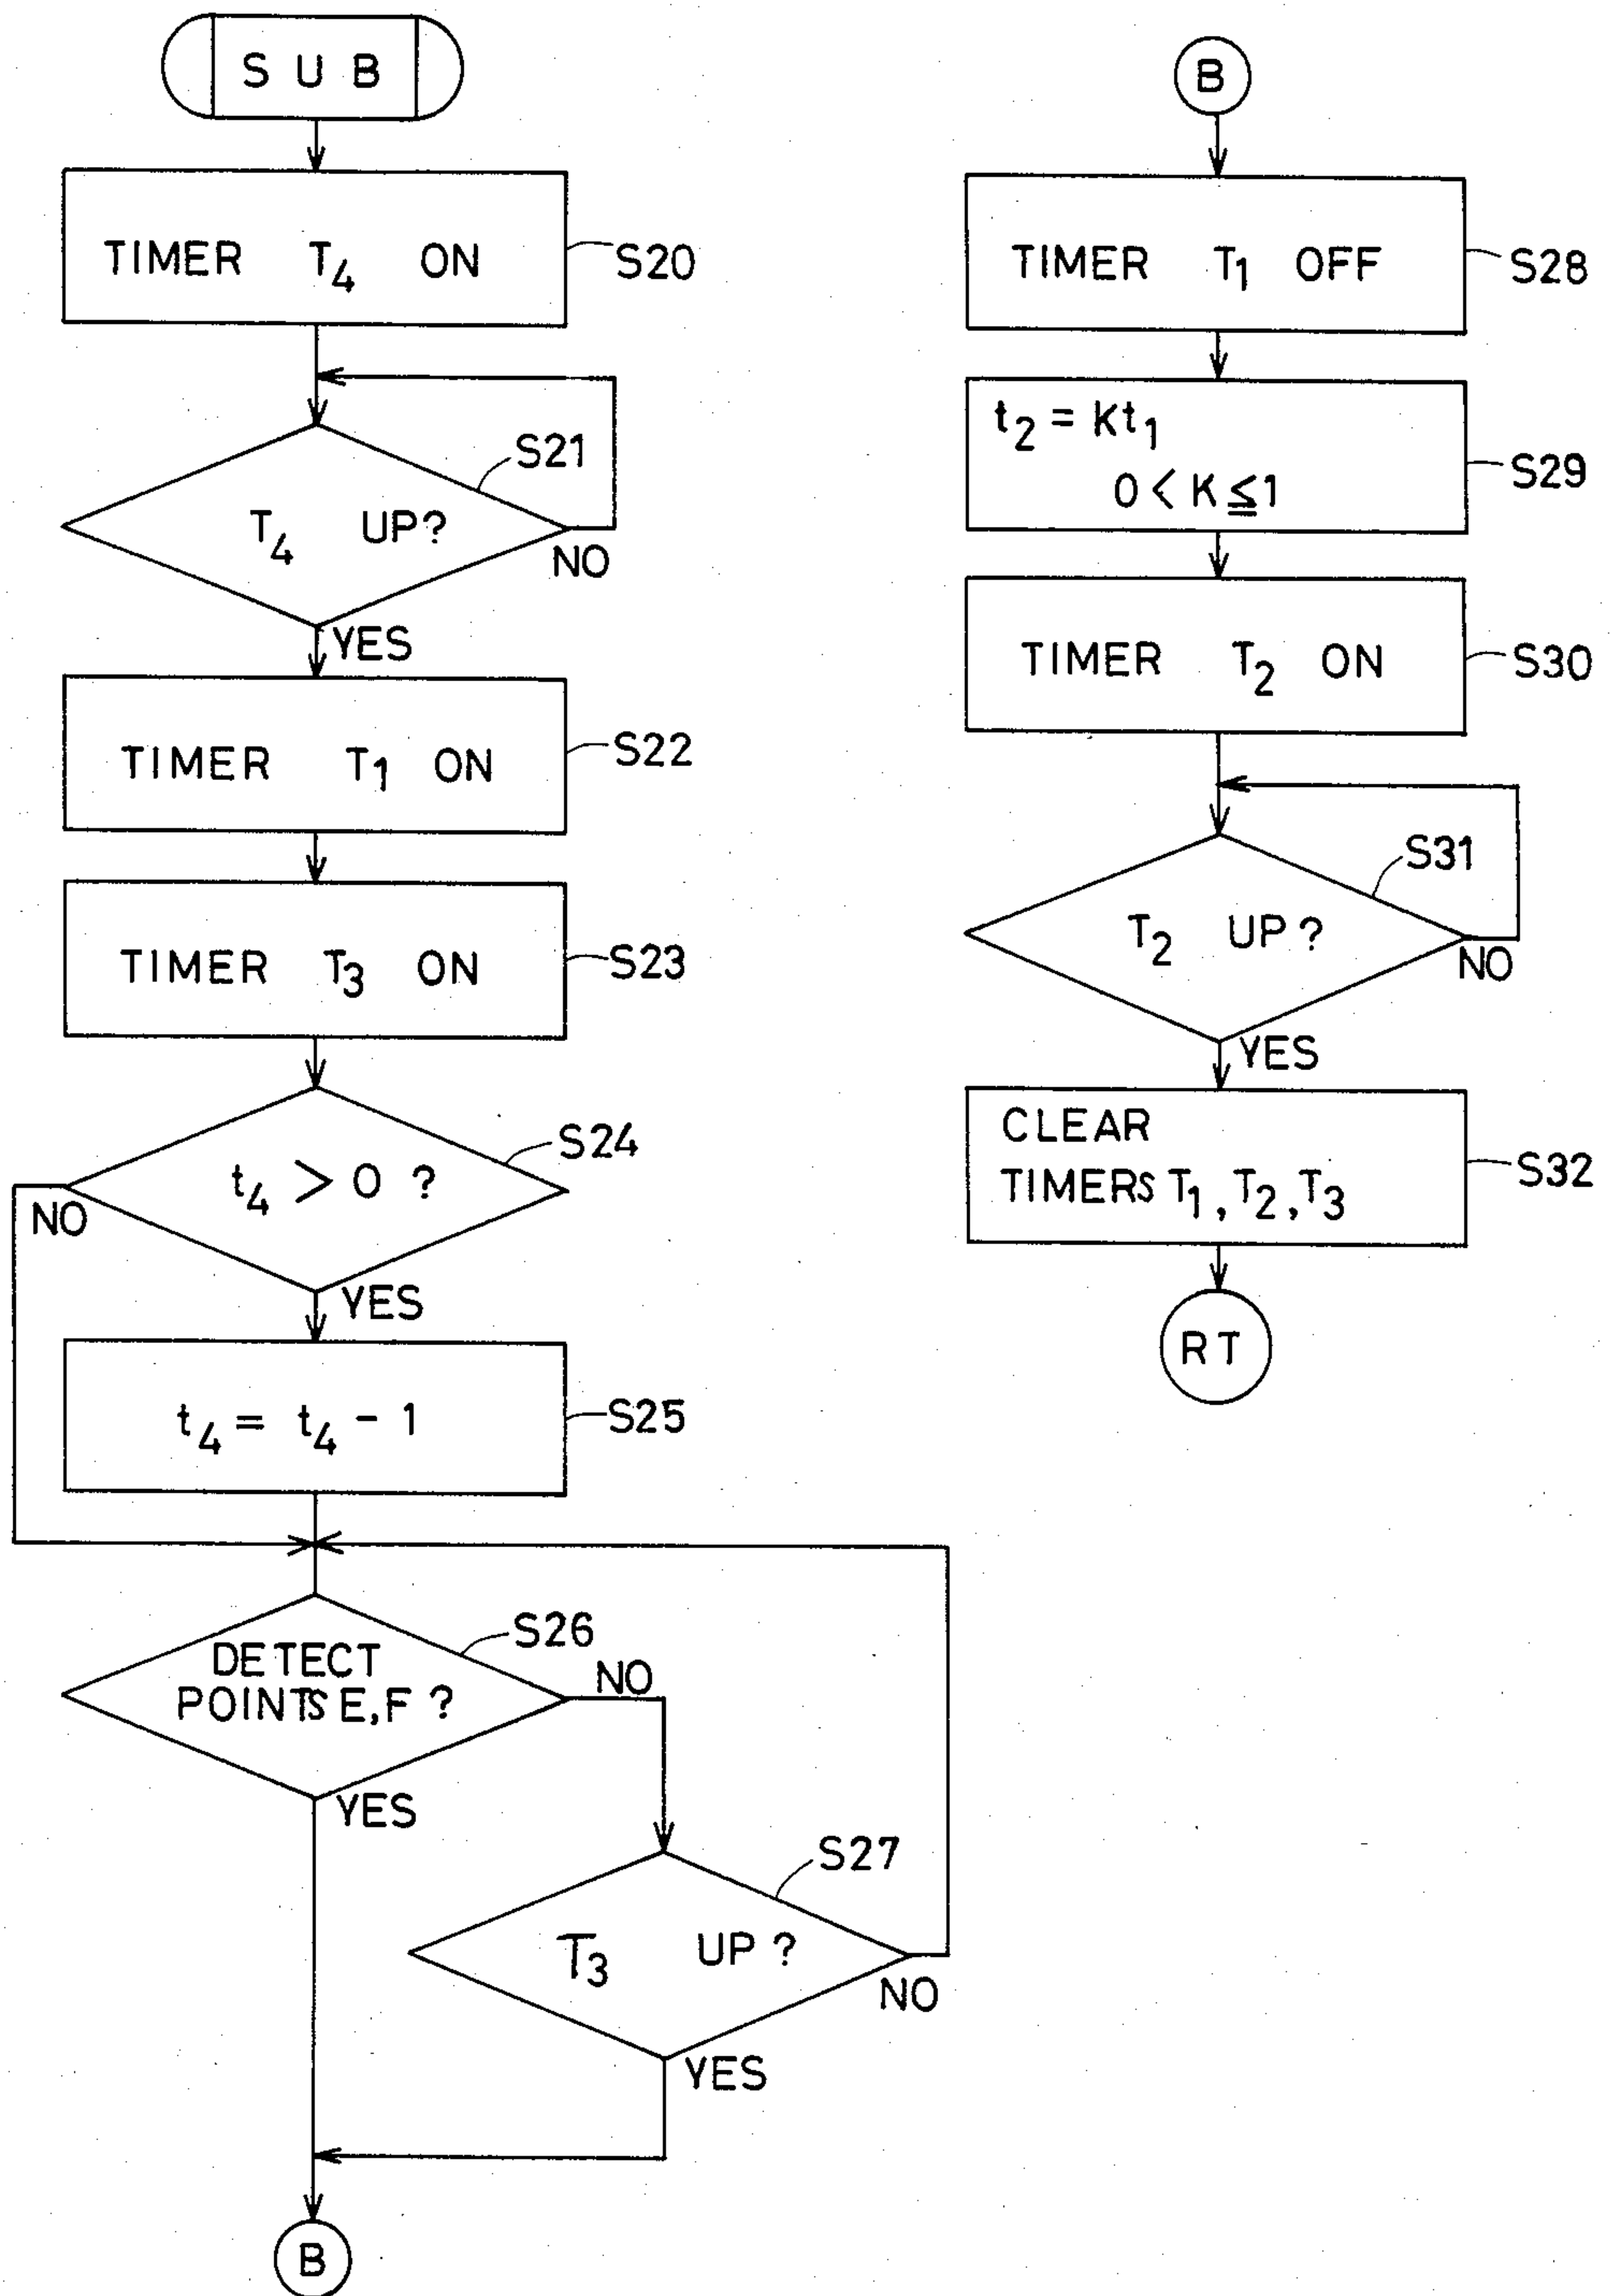 SUB
TIMER T4 ON
S20
S21
T4 UP?
NO
YES
TIMER T1 ON
S22
TIMER T3 ON
S23
S24
t4 > 0 ?
NO
YES
t4 = t4 - 1
S25
S26
DETECT
POINTS E,F ?
NO
YES
S27
T3 UP ?
NO
YES
B
B
TIMER T1 OFF
S28
t2 = Kt1
0 < K ≦ 1
S29
TIMER T2 ON
S30
S31
T2 UP ?
NO
YES
CLEAR
TIMERS T1, T2, T3
S32
RT